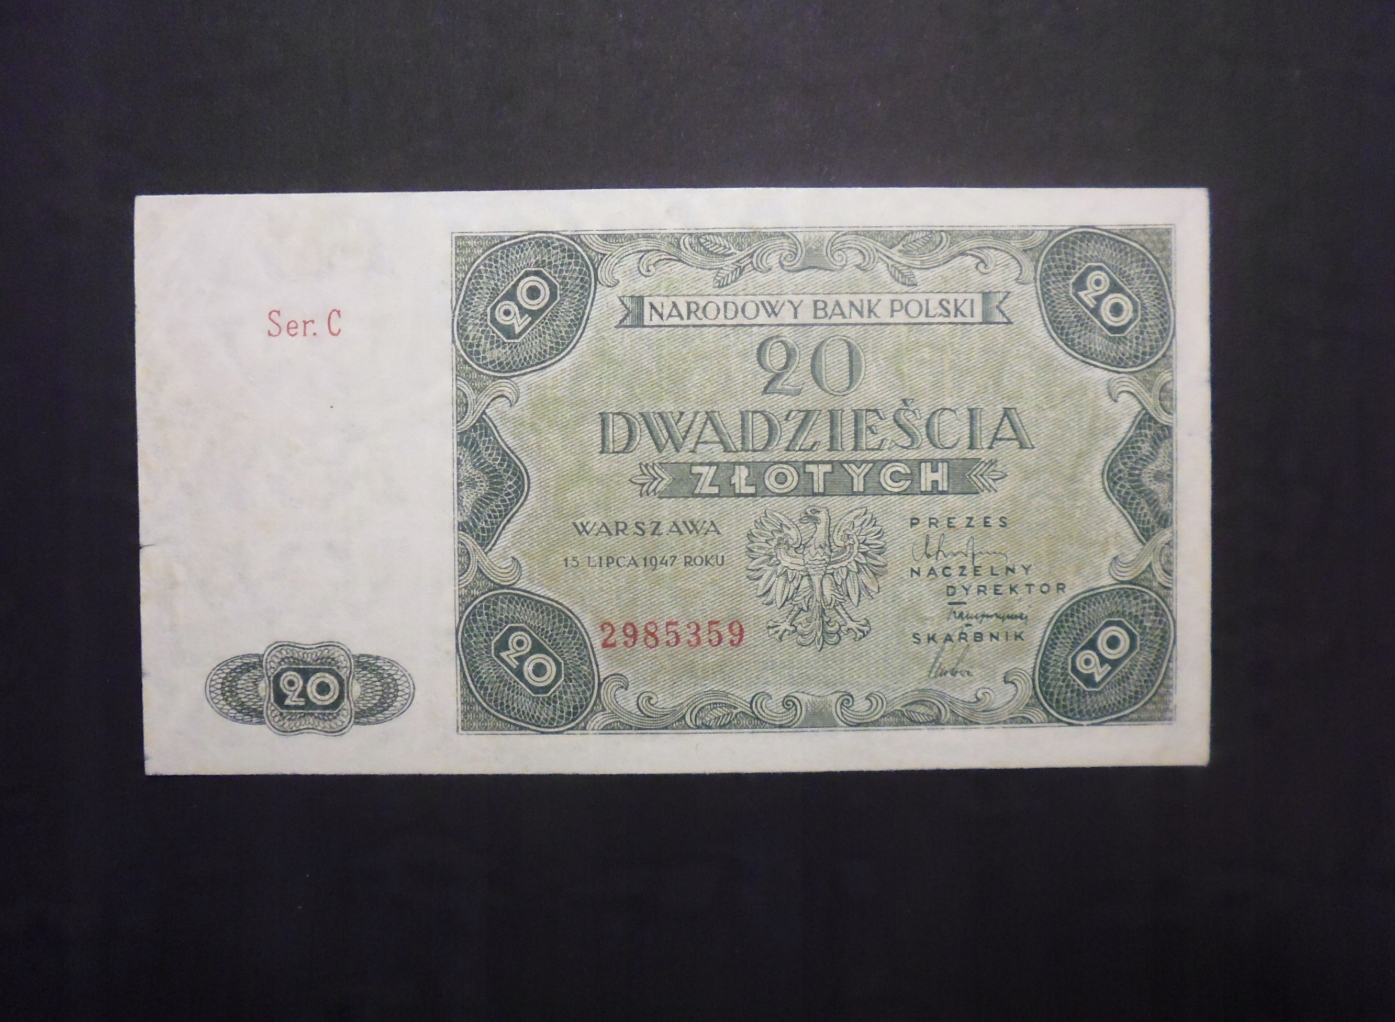 Ser. C
20
20
NARODOWY BANK POLSKI
20
DWADZIEŚCIA
ZŁOTYCH
WARSZAWA
15 LIPCA 1947 ROKU
PREZES
NACZELNY
DYREKTOR
SKARBNIK
2985359
20
20
20